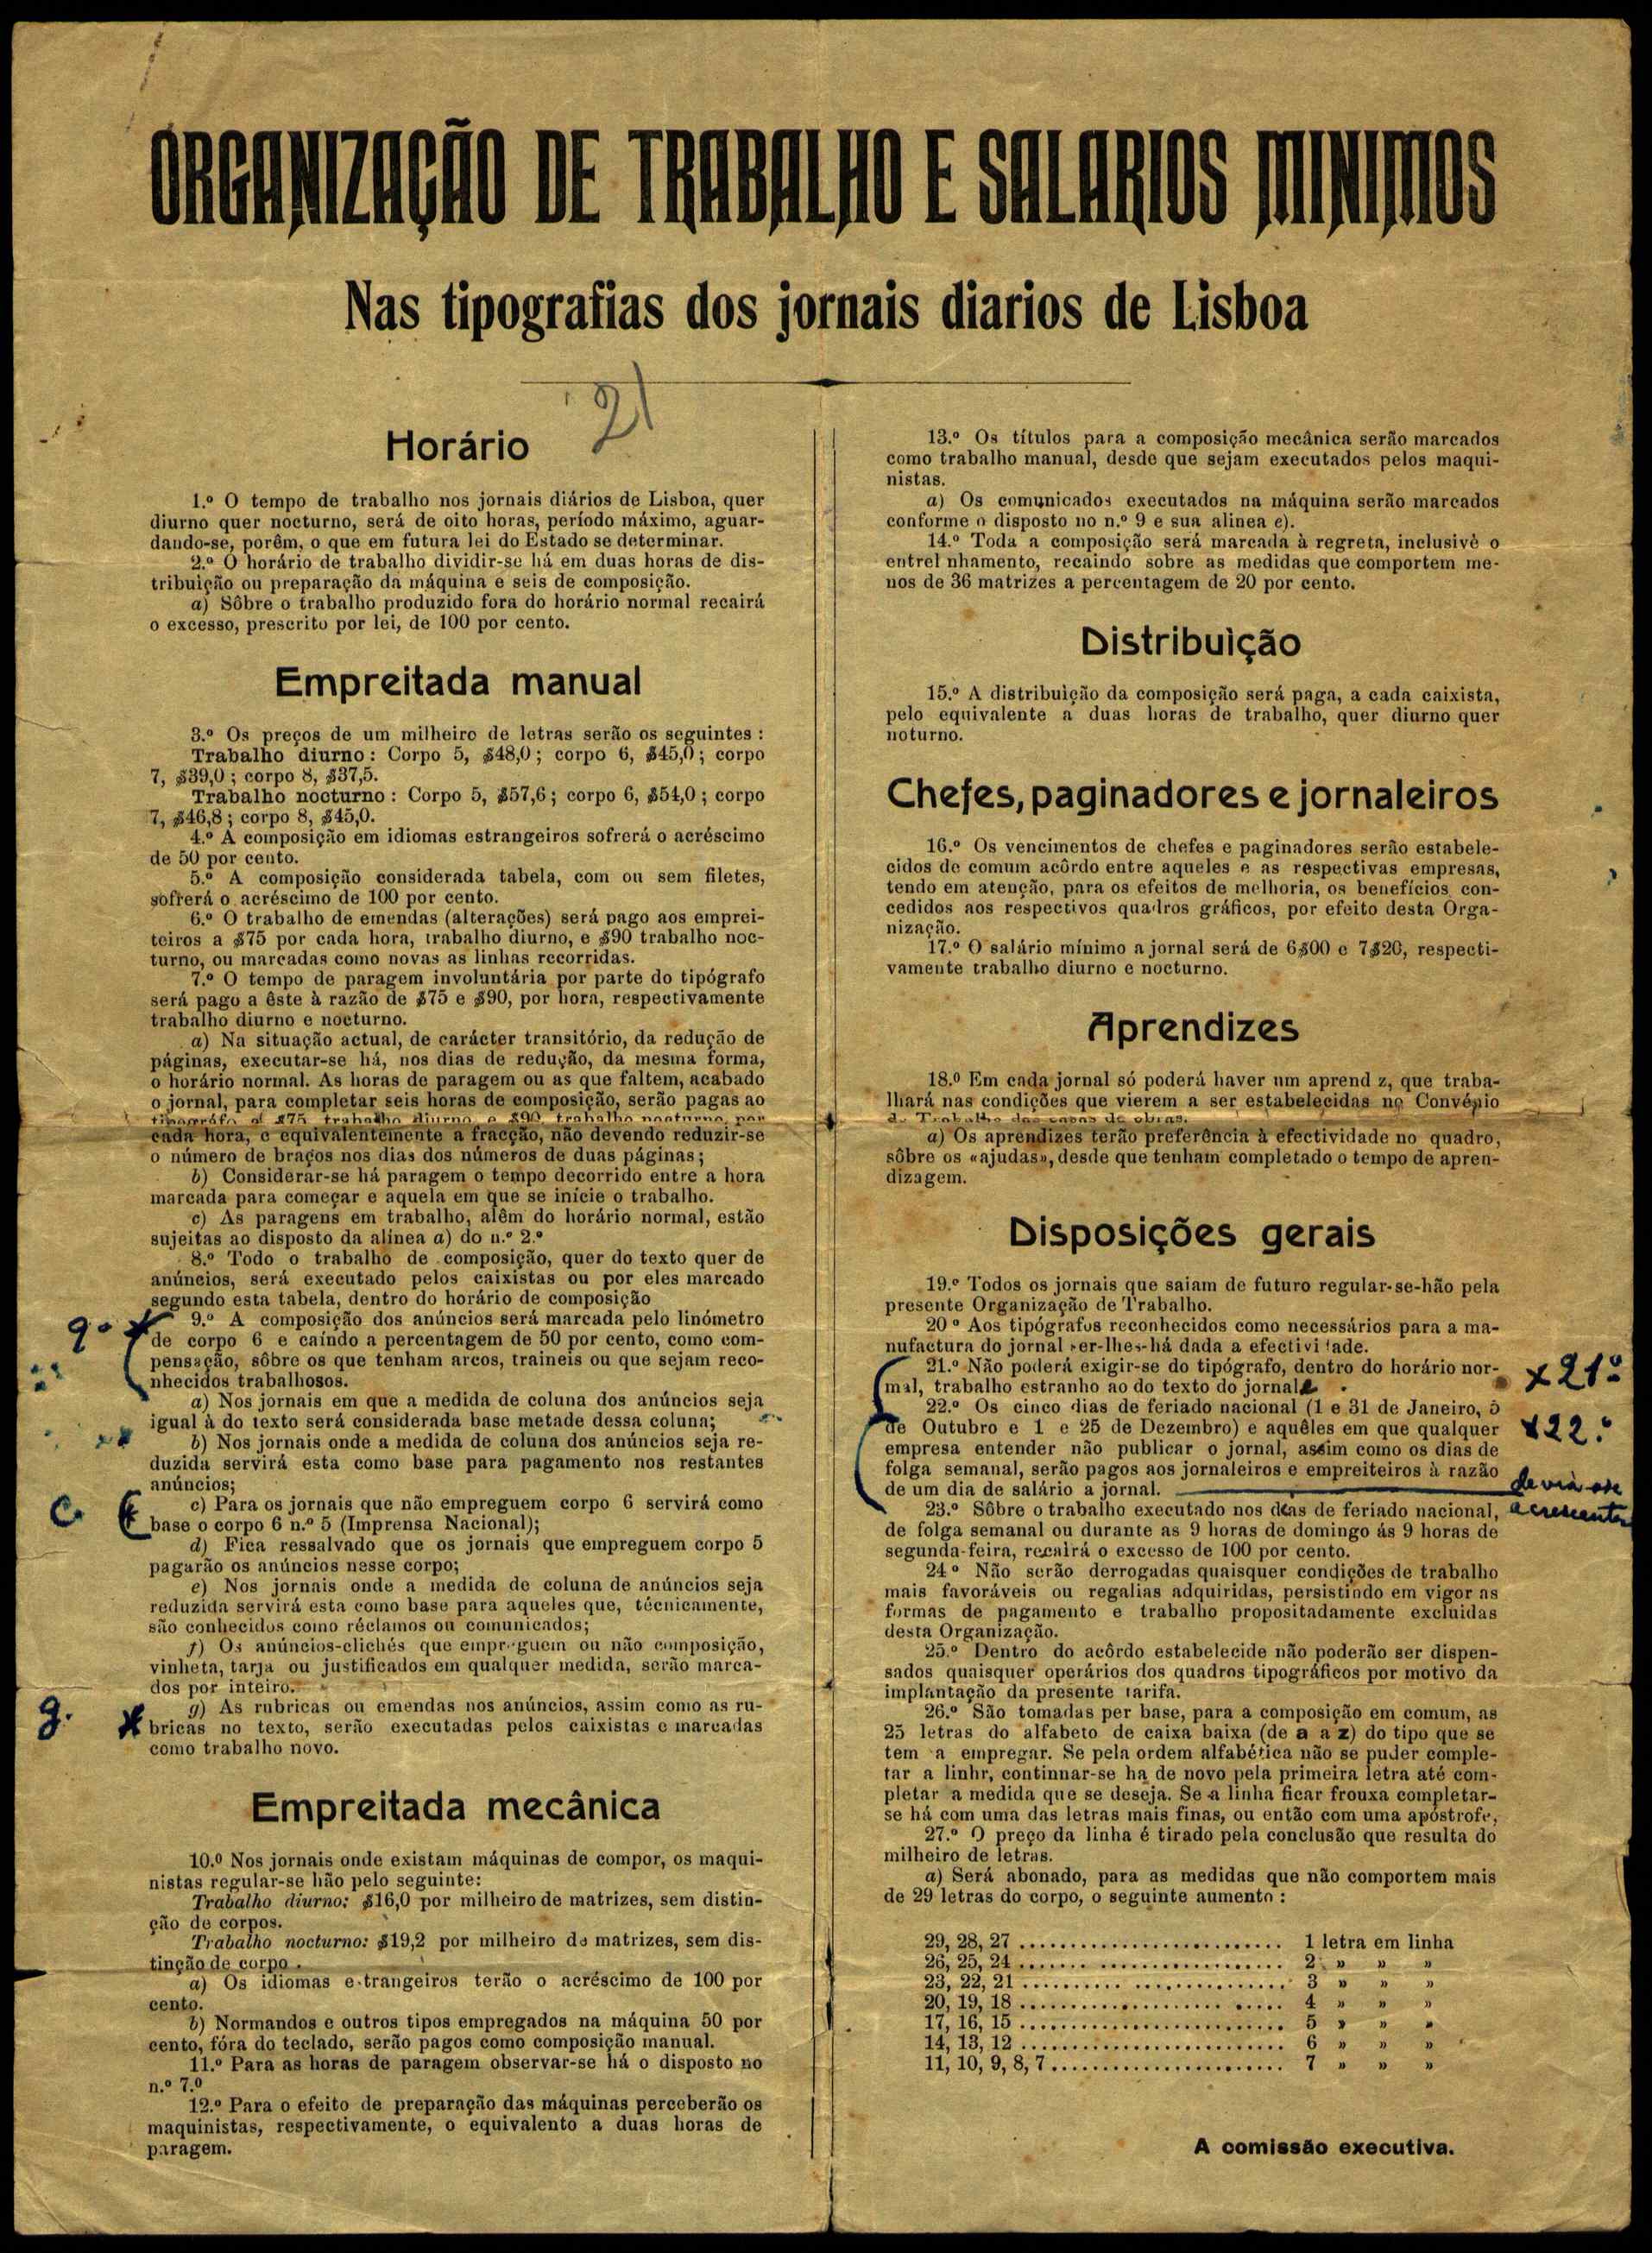 ORGANIZAÇÃO DE TRABALHO E SALARIOS MINIMOS
Nas tipografias dos jornais diarios de Lisboa
21
Horário
1.º O tempo de trabalho nos jornais diários de Lisboa, quer
diurno quer nocturno, será de oito horas, período máximo, aguar-
dando-se, porêm, o que em futura lei do Estado se determinar.
2.º O horário de trabalho dividir-se há em duas horas de dis-
tribuição ou preparação da máquina e seis de composição.
a) Sôbre o trabalho produzido fora do horário normal recairá
o excesso, prescrito por lei, de 100 por cento.
Empreitada manual
3.º Os preços de um milheiro de letras serão os seguintes :
Trabalho diurno : Corpo 5, $48,0 ; corpo 6, $45,0 ; corpo
7, $39,0 ; corpo 8, $37,5.
Trabalho nocturno : Corpo 5, $57,6 ; corpo 6, $54,0 ; corpo
7, $46,8 ; corpo 8, $45,0.
4.º A composição em idiomas estrangeiros sofrerá o acréscimo
de 50 por cento.
5.º A composição considerada tabela, com ou sem filetes,
sofrerá o acréscimo de 100 por cento.
6.º O trabalho de emendas (alterações) será pago aos emprei-
teiros a $75 por cada hora, trabalho diurno, e $90 trabalho noc-
turno, ou marcadas como novas as linhas recorridas.
7.º O tempo de paragem involuntária por parte do tipógrafo
será pago a êste à razão de $75 e $90, por hora, respectivamente
trabalho diurno e nocturno.
a) Na situação actual, de carácter transitório, da redução de
páginas, executar-se há, nos dias de redução, da mesma forma,
o horário normal. As horas de paragem ou as que faltem, acabado
o jornal, para completar seis horas de composição, serão pagas ao
tipográfo a $75 trabalho diurno e $90 trabalho nocturno, por
cada hora, e equivalentemente a fracção, não devendo reduzir-se
o número de braços nos dias dos números de duas páginas ;
b) Considerar-se há paragem o tempo decorrido entre a hora
marcada para começar e aquela em que se inície o trabalho.
c) As paragens em trabalho, alêm do horário normal, estão
sujeitas ao disposto da alínea a) do n.º 2.º
8.º Todo o trabalho de composição, quer do texto quer de
anúncios, será executado pelos caixistas ou por eles marcado
segundo esta tabela, dentro do horário de composição
9.º A composição dos anúncios será marcada pelo linómetro
de corpo 6 e caíndo a percentagem de 50 por cento, como com-
pensação, sôbre os que tenham arcos, traineis ou que sejam reco-
nhecidos trabalhosos.
a) Nos jornais em que a medida de coluna dos anúncios seja
igual à do texto será considerada base metade dessa coluna;
b) Nos jornais onde a medida de coluna dos anúncios seja re-
duzida servirá esta como base para pagamento nos restantes
anúncios;
c) Para os jornais que não empreguem corpo 6 servirá como
base o corpo 6 n.º 5 (Imprensa Nacional);
d) Fica ressalvado que os jornais que empreguem corpo 5
pagarão os anúncios nesse corpo;
e) Nos jornais onde a medida de coluna de anúncios seja
reduzida servirá esta como base para aqueles que, técnicamente,
são conhecidos como réclamos ou comunicados;
f) Os anúncios-clichés que empreguem ou não composição,
vinheta, tarja ou justificados em qualquer medida, serão marca-
dos por inteiro.
g) As rubricas ou emendas nos anúncios, assim como as ru-
bricas no texto, serão executadas pelos caixistas e marcadas
como trabalho novo.
9.º
c.
g.
Empreitada mecânica
10.º Nos jornais onde existam máquinas de compor, os maqui-
nistas regular-se hão pelo seguinte:
Trabalho diurno: $16,0 por milheiro de matrizes, sem distin-
ção de corpos.
Trabalho nocturno: $19,2 por milheiro de matrizes, sem dis-
tinção de corpo .
a) Os idiomas e trangeiros terão o acréscimo de 100 por
cento.
b) Normandos e outros tipos empregados na máquina 50 por
cento, fóra do teclado, serão pagos como composição manual.
11.º Para as horas de paragem observar-se há o disposto no
n.º 7.º
12.º Para o efeito de preparação das máquinas perceberão os
maquinistas, respectivamente, o equivalento a duas horas de
paragem.
13.º Os títulos para a composição mecânica serão marcados
como trabalho manual, desde que sejam executados pelos maqui-
nistas.
a) Os comunicados executados na máquina serão marcados
conforme o disposto no n.º 9 e sua alinea e).
14.º Toda a composição será marcada à regreta, inclusivè o
entrel nhamento, recaindo sobre as medidas que comportem me-
nos de 36 matrizes a percentagem de 20 por cento.
Distribuìção
15.º A distribuìção da composição será paga, a cada caixista,
pelo equivalente a duas horas de trabalho, quer diurno quer
noturno.
Chefes, paginadores e jornaleiros
16.º Os vencimentos de chefes e paginadores serão estabele-
cidos de comum acôrdo entre aqueles e as respectivas empresas,
tendo em atenção, para os efeitos de melhoria, os benefícios con-
cedidos aos respectivos quadros gráficos, por efeito desta Orga-
nização.
17.º O salário mínimo a jornal será de 6$00 e 7$20, respecti-
vamente trabalho diurno e nocturno.
Aprendizes
18.º Em cada jornal só poderá haver um aprend z, que traba-
lhará nas condições que vierem a ser estabelecidas no Convénio
de Trabalho das casas de obras.
a) Os aprendizes terão preferência à efectividade no quadro,
sôbre os «ajudas», desde que tenham completado o tempo de apren-
dizagem.
Disposições gerais
19.º Todos os jornais que saiam de futuro regular-se-hão pela
presente Organização de Trabalho.
20 º Aos tipógrafos reconhecidos como necessários para a ma-
nufactura do jornal ser-lhes-há dada a efectivi lade.
21.º Não poderá exigir-se do tipógrafo, dentro do horário nor-
mal, trabalho estranho ao do texto do jornal
22.º Os cinco dias de feriado nacional (1 e 31 de Janeiro, 5
de Outubro e 1 e 25 de Dezembro) e aquêles em que qualquer
empresa entender não publicar o jornal, assim como os dias de
folga semanal, serão pagos aos jornaleiros e empreiteiros à razão
de um dia de salário a jornal.
x 21.º
x 22.º
devia-se
acrescentar
23.º Sôbre o trabalho executado nos dias de feriado nacional,
de folga semanal ou durante as 9 horas de domingo ás 9 horas de
segunda-feira, recairá o excesso de 100 por cento.
24 º Não serão derrogadas quaisquer condições de trabalho
mais favoráveis ou regalias adquiridas, persistindo em vigor as
formas de pagamento e trabalho propositadamente excluidas
desta Organização.
25.º Dentro do acôrdo estabelecide não poderão ser dispen-
sados quaisquer operários dos quadros tipográficos por motivo da
implantação da presente tarifa.
26.º São tomadas per base, para a composição em comum, as
25 letras do alfabeto de caixa baixa (de a a z) do tipo que se
tem a empregar. Se pela ordem alfabética não se puder comple-
tar a linhr, continuar-se ha de novo pela primeira letra até com-
pletar a medida que se deseja. Se a linha ficar frouxa completar-
se há com uma das letras mais finas, ou então com uma apóstrofe,
27.º O preço da linha é tirado pela conclusão que resulta do
milheiro de letras.
a) Será abonado, para as medidas que não comportem mais
de 29 letras do corpo, o seguinte aumento :
29, 28, 27 .......................... 1 letra em linha
26, 25, 24 .......................... 2 » » »
23, 22, 21 .......................... 3 » » »
20, 19, 18 .......................... 4 » » »
17, 16, 15 .......................... 5 » » »
14, 13, 12 .......................... 6 » » »
11, 10, 9, 8, 7 ....................... 7 » » »
A comissão executiva.